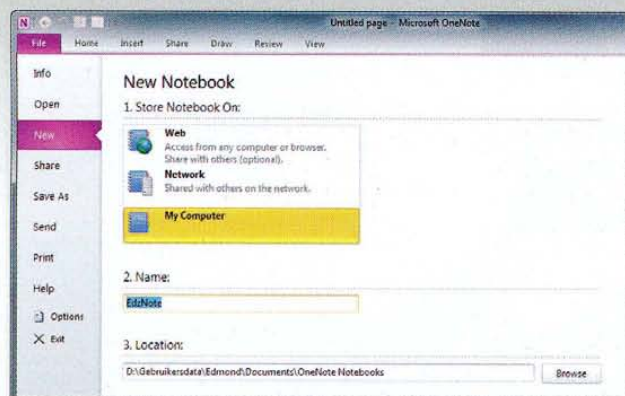 Untitled page - Microsoft OneNote
File Home Insert Share Draw Review View
Info
Open
New
Share
Save As
Send
Print
Help
Options
Exit
New Notebook
1. Store Notebook On:
Web
Access from any computer or browser.
Share with others (optional).
Network
Shared with others on the network.
My Computer
2. Name:
EdzNote
3. Location:
D:\Gebruikersdata\Edmond\Documents\OneNote Notebooks
Browse